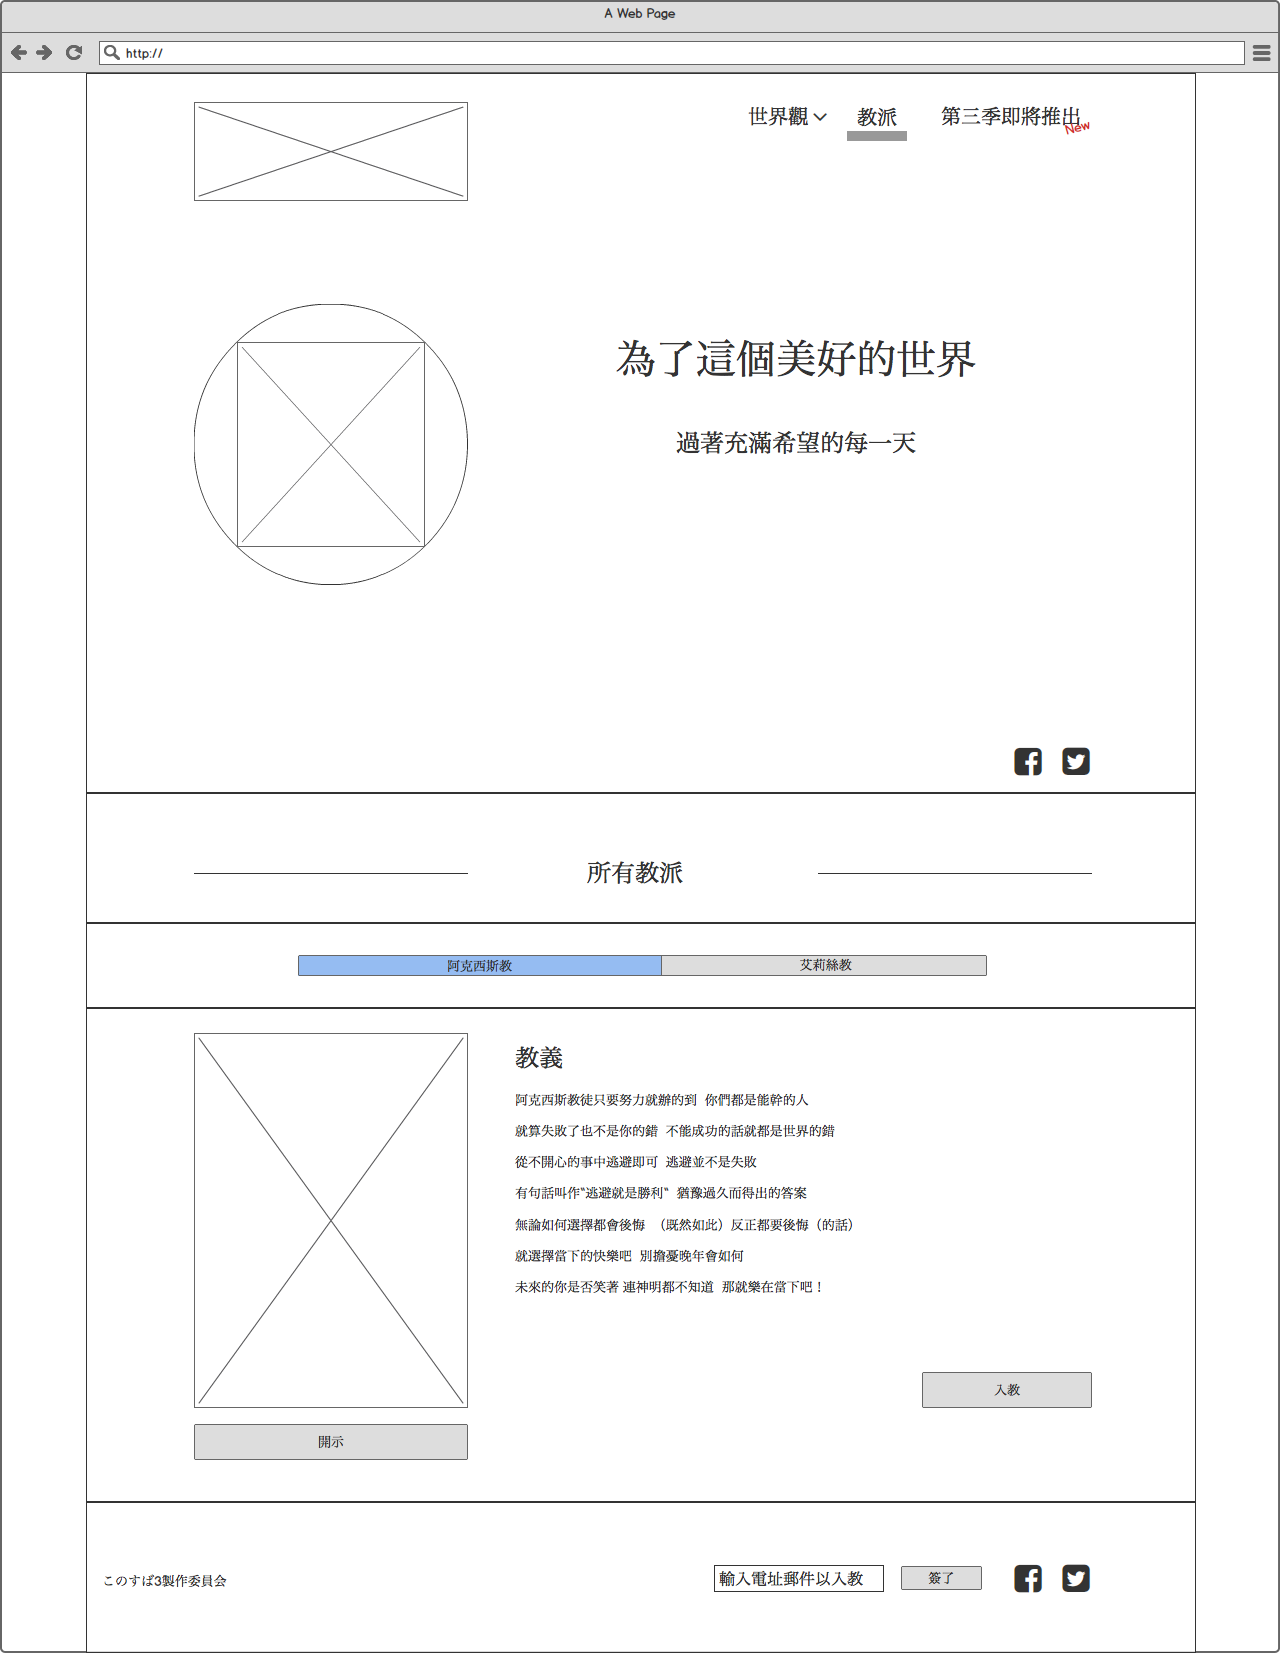 A Web Page
http://
世界觀
教派
第三季即將推出
New
為了這個美好的世界
過著充滿希望的每一天
所有教派
阿克西斯教
艾莉絲教
教義
阿克西斯教徒只要努力就辦的到 你們都是能幹的人
就算失敗了也不是你的錯 不能成功的話就都是世界的錯
從不開心的事中逃避即可 逃避並不是失敗
有句話叫作“逃避就是勝利“ 猶豫過久而得出的答案
無論如何選擇都會後悔 （既然如此）反正都要後悔（的話）
就選擇當下的快樂吧 別擔憂晚年會如何
未來的你是否笑著 連神明都不知道 那就樂在當下吧！
入教
開示
このすば3製作委員会
輸入電址郵件以入教
簽了